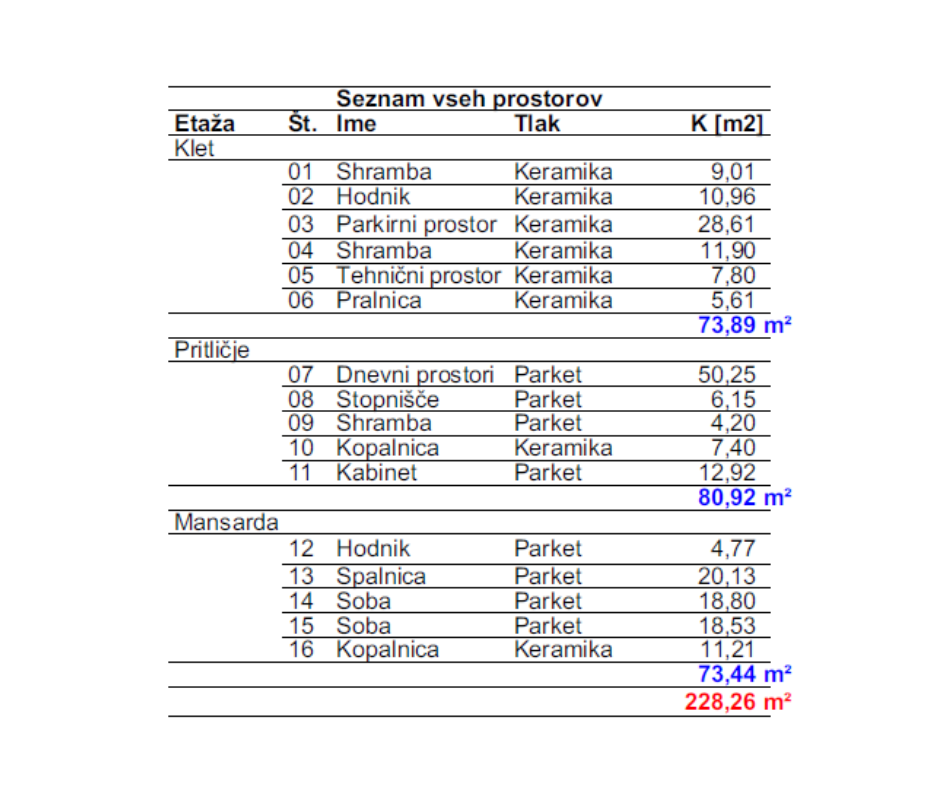 Seznam vseh prostorov
Etaža Št. Ime Tlak K [m2]
Klet
01 Shramba Keramika 9,01
02 Hodnik Keramika 10,96
03 Parkirni prostor Keramika 28,61
04 Shramba Keramika 11,90
05 Tehnični prostor Keramika 7,80
06 Pralnica Keramika 5,61
73,89 m²
Pritličje
07 Dnevni prostori Parket 50,25
08 Stopnišče Parket 6,15
09 Shramba Parket 4,20
10 Kopalnica Keramika 7,40
11 Kabinet Parket 12,92
80,92 m²
Mansarda
12 Hodnik Parket 4,77
13 Spalnica Parket 20,13
14 Soba Parket 18,80
15 Soba Parket 18,53
16 Kopalnica Keramika 11,21
73,44 m²
228,26 m²